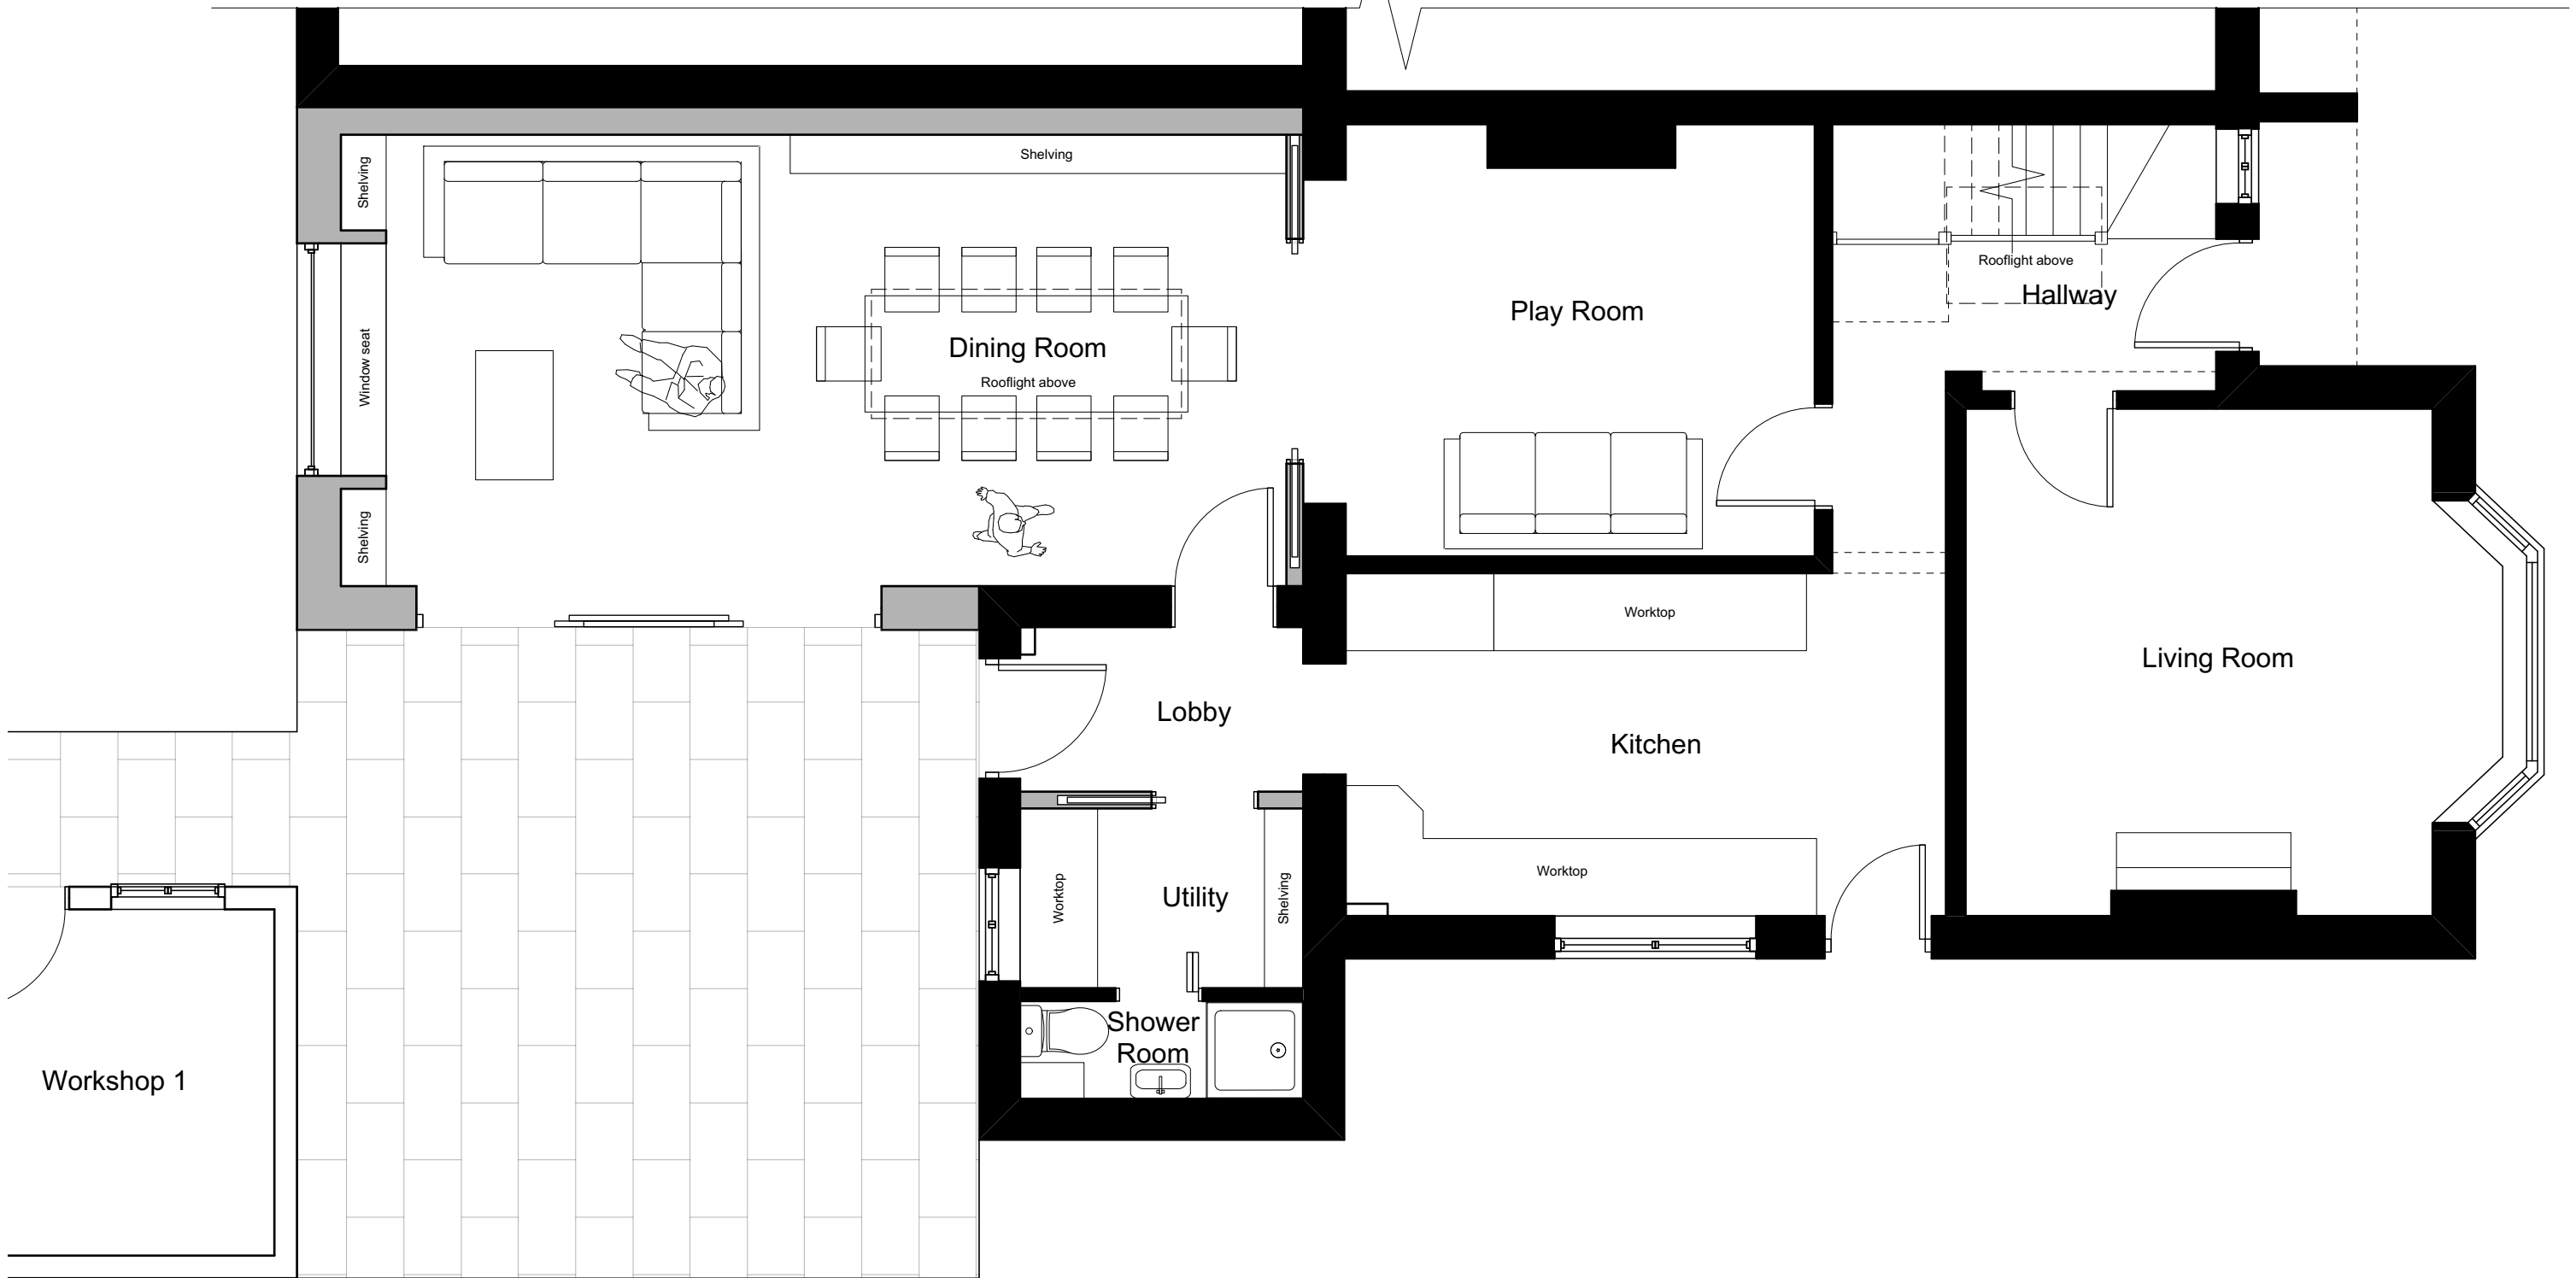 Shelving
Shelving
Rooflight above
Hallway
Play Room
Dining Room
Rooflight above
Window seat
Shelving
Worktop
Living Room
Lobby
Kitchen
Worktop
Worktop
Utility
Shelving
Shower
Room
Workshop 1